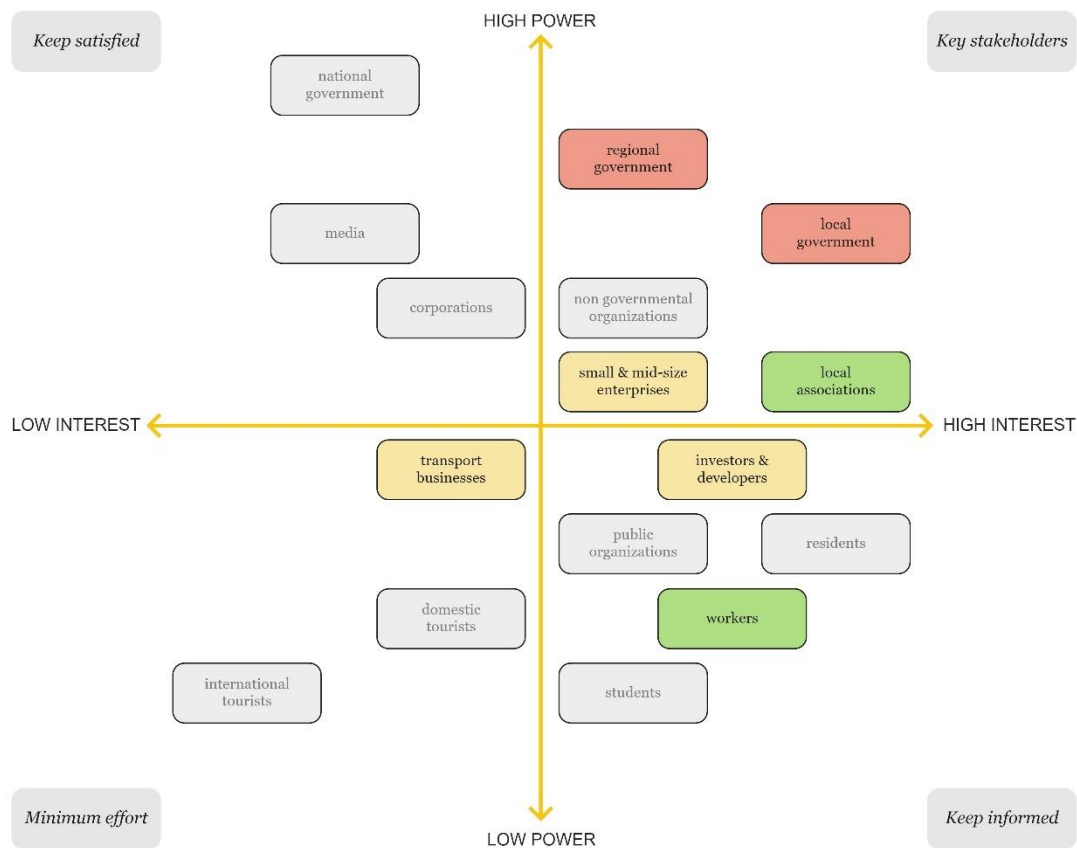 HIGH POWER
Keep satisfied
Key stakeholders
national
government
regional
government
media
local
government
corporations
non governmental
organizations
small & mid-size
enterprises
local
associations
LOW INTEREST
HIGH INTEREST
transport
businesses
investors &
developers
public
organizations
residents
domestic
tourists
workers
international
tourists
students
Minimum effort
Keep informed
LOW POWER